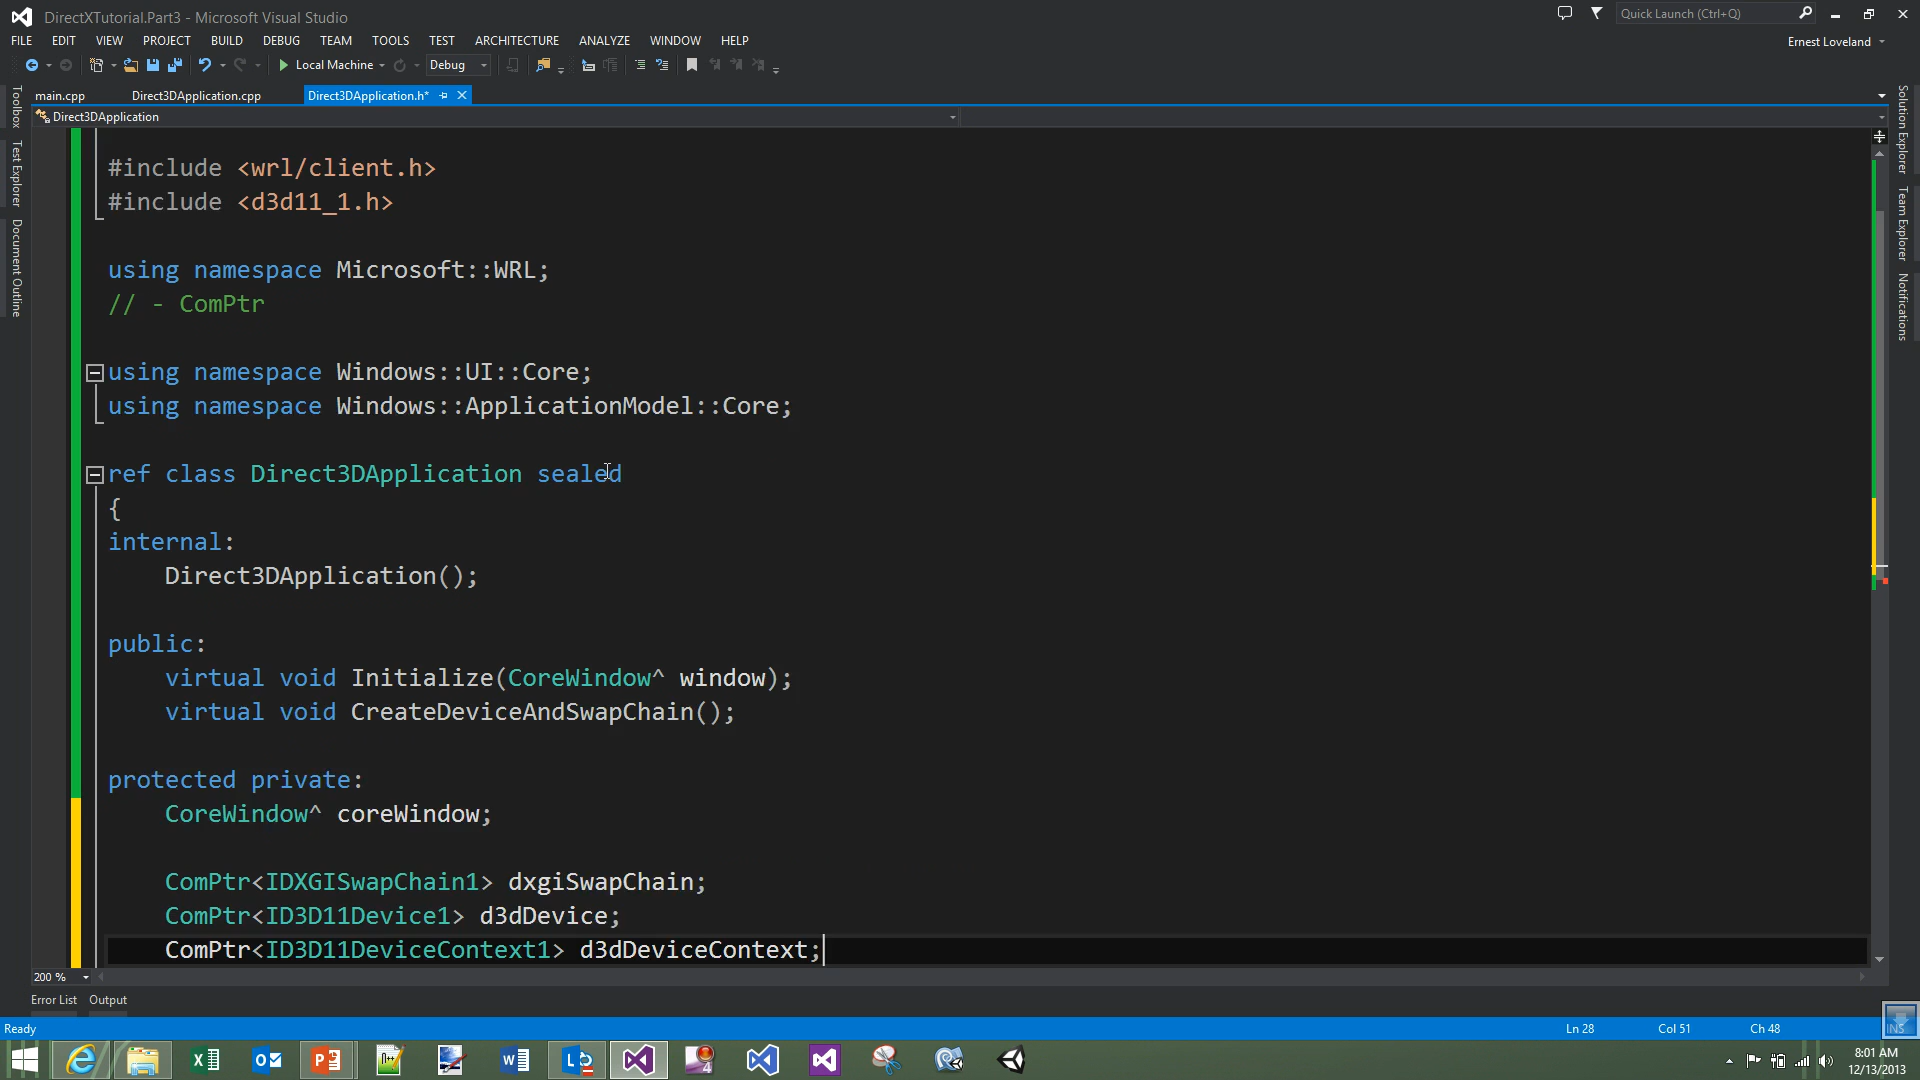 DirectXTutorial.Part3 - Microsoft Visual Studio
Quick Launch (Ctrl+Q)
FILE EDIT VIEW PROJECT BUILD DEBUG TEAM TOOLS TEST ARCHITECTURE ANALYZE WINDOW HELP
Ernest Loveland
Local Machine Debug
main.cpp Direct3DApplication.cpp Direct3DApplication.h*
Direct3DApplication
Toolbox
Test Explorer
Document Outline
Solution Explorer
Team Explorer
Notifications
#include <wrl/client.h>
#include <d3d11_1.h>
using namespace Microsoft::WRL;
// - ComPtr
using namespace Windows::UI::Core;
using namespace Windows::ApplicationModel::Core;
ref class Direct3DApplication sealed
{
internal:
Direct3DApplication();
public:
virtual void Initialize(CoreWindow^ window);
virtual void CreateDeviceAndSwapChain();
protected private:
CoreWindow^ coreWindow;
ComPtr<IDXGISwapChain1> dxgiSwapChain;
ComPtr<ID3D11Device1> d3dDevice;
ComPtr<ID3D11DeviceContext1> d3dDeviceContext;
200 %
Error List Output
Ready Ln 28 Col 51 Ch 48 INS
8:01 AM
12/13/2013